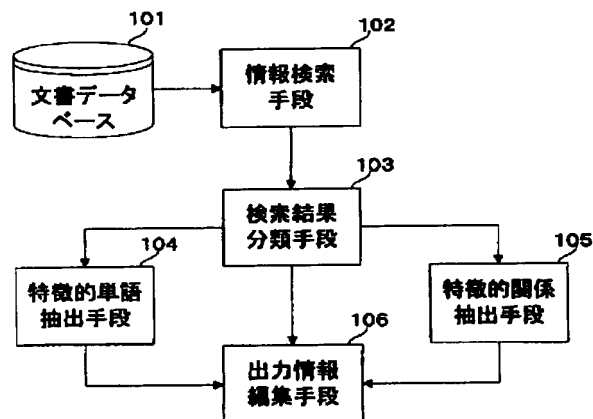 101
文書データ
ベース
102
情報検索
手段
103
検索結果
分類手段
104
特徴的単語
抽出手段
105
特徴的関係
抽出手段
106
出力情報
編集手段